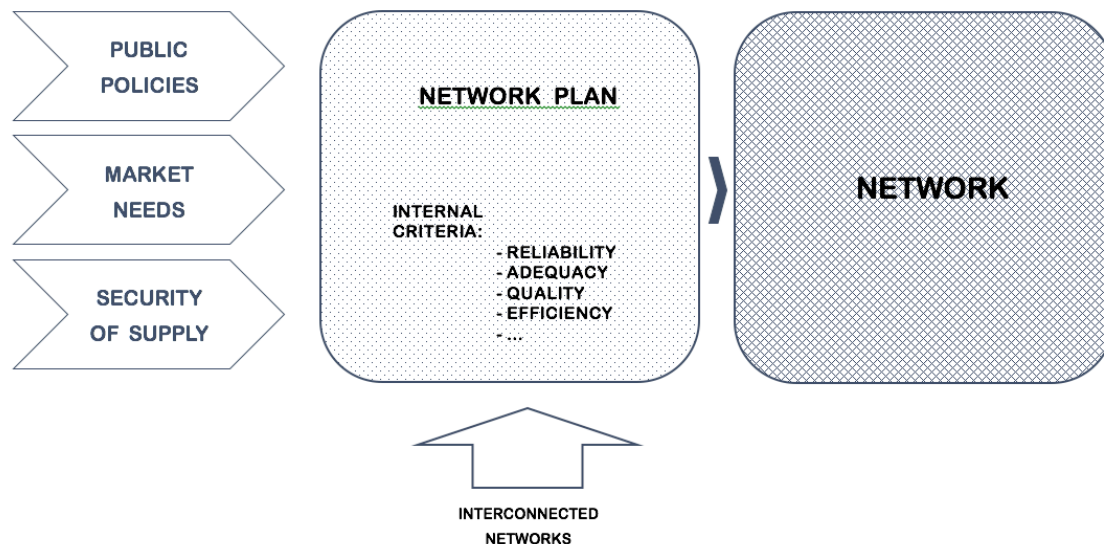 PUBLIC
POLICIES
MARKET
NEEDS
SECURITY
OF SUPPLY
NETWORK PLAN
INTERNAL
CRITERIA:
- RELIABILITY
- ADEQUACY
- QUALITY
- EFFICIENCY
- ...
NETWORK
INTERCONNECTED
NETWORKS